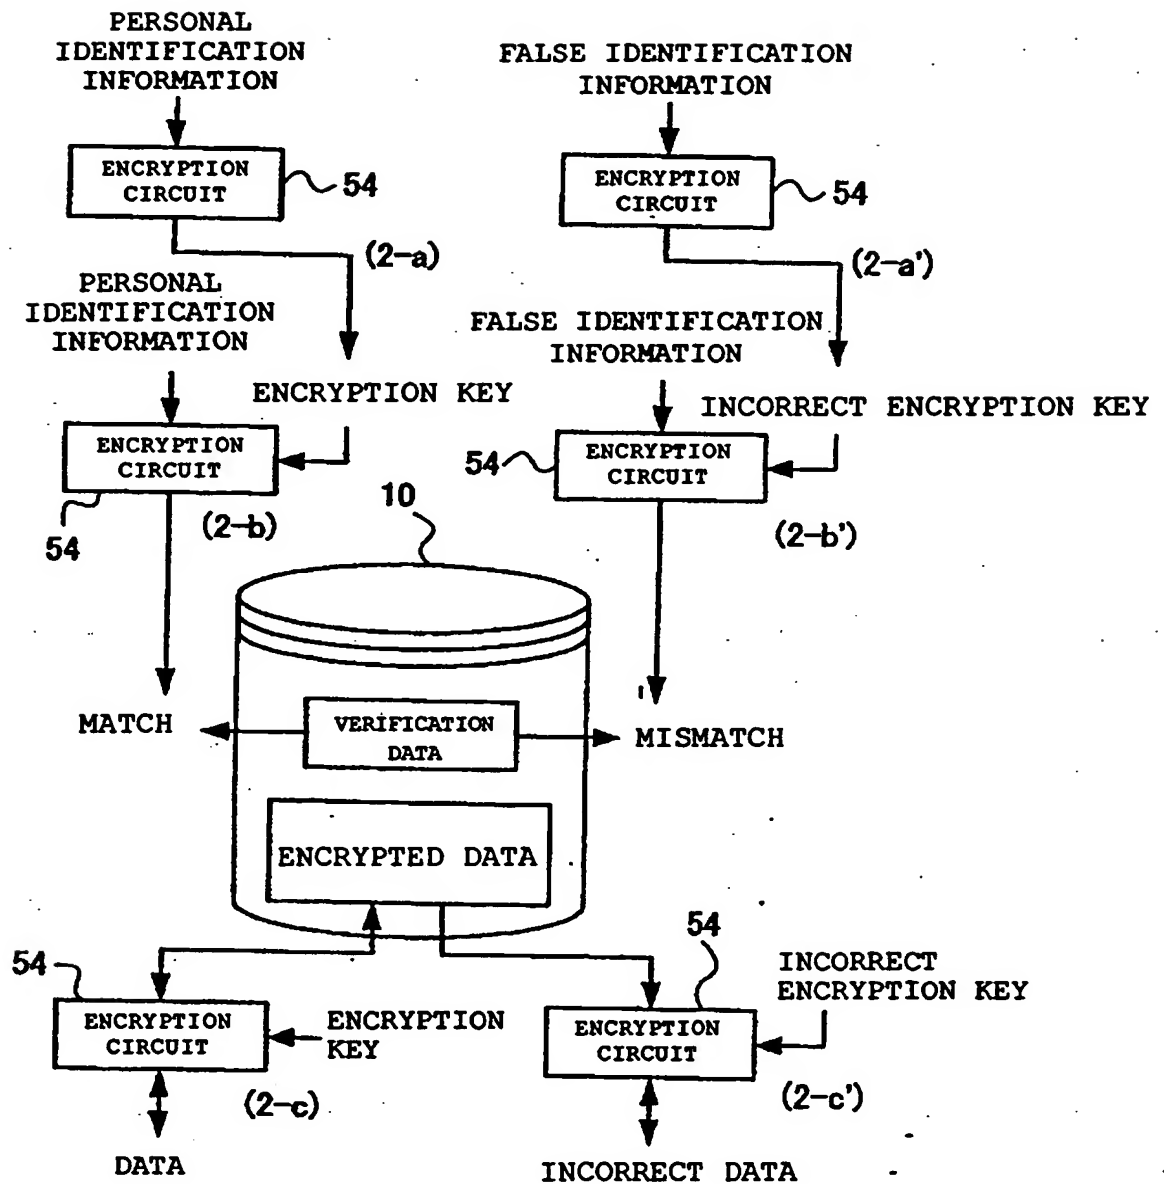 PERSONAL
IDENTIFICATION
INFORMATION
FALSE IDENTIFICATION
INFORMATION
ENCRYPTION
CIRCUIT
54
ENCRYPTION
CIRCUIT
54
(2-a)
(2-a')
PERSONAL
IDENTIFICATION
INFORMATION
FALSE IDENTIFICATION
INFORMATION
ENCRYPTION KEY
INCORRECT ENCRYPTION KEY
ENCRYPTION
CIRCUIT
54
(2-b)
54
ENCRYPTION
CIRCUIT
(2-b')
10
MATCH
VERIFICATION
DATA
MISMATCH
ENCRYPTED DATA
54
ENCRYPTION
CIRCUIT
ENCRYPTION
KEY
(2-c)
DATA
54
INCORRECT
ENCRYPTION KEY
ENCRYPTION
CIRCUIT
(2-c')
INCORRECT DATA